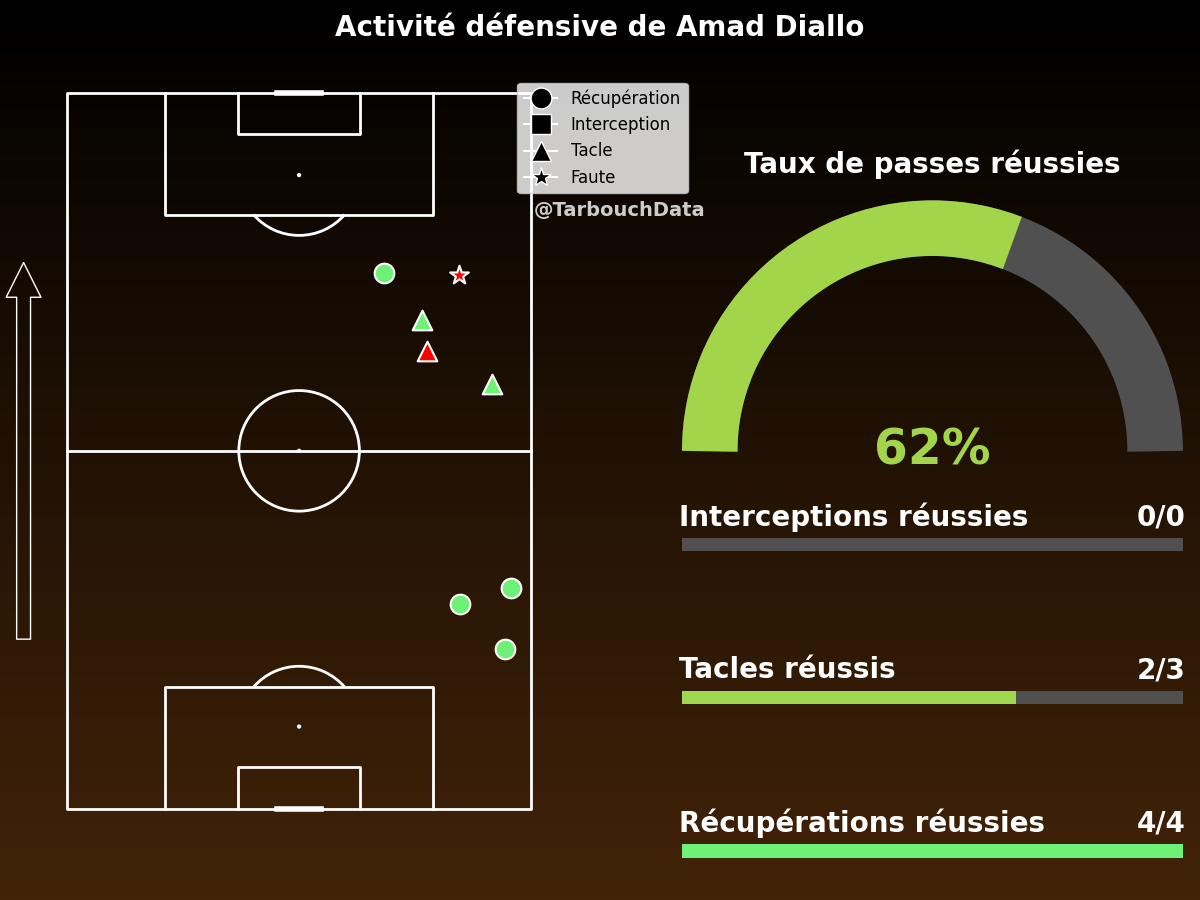 Activité défensive de Amad Diallo
Récupération
Interception
Tacle
Faute
@TarbouchData
Taux de passes réussies
62%
Interceptions réussies 0/0
Tacles réussis 2/3
Récupérations réussies 4/4